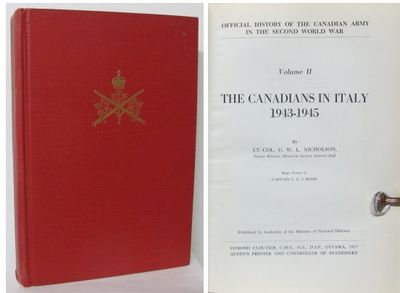 OFFICIAL HISTORY OF THE CANADIAN ARMY
IN THE SECOND WORLD WAR
Volume II
THE CANADIANS IN ITALY
1943-1945
By
LT.-COL. G. W. L. NICHOLSON,
Deputy Director, Historical Section, General Staff
Maps drawn by
CAPTAIN C. C. J. BOND
Published by Authority of the Minister of National Defence
EDMOND CLOUTIER, C.M.G., O.A., D.S.P., OTTAWA, 1957
QUEEN'S PRINTER AND CONTROLLER OF STATIONERY